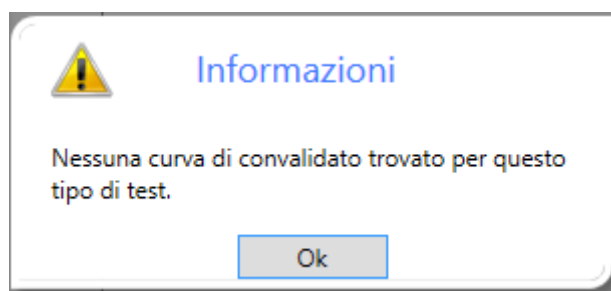 Informazioni
Nessuna curva di convalidato trovato per questo
tipo di test.
Ok